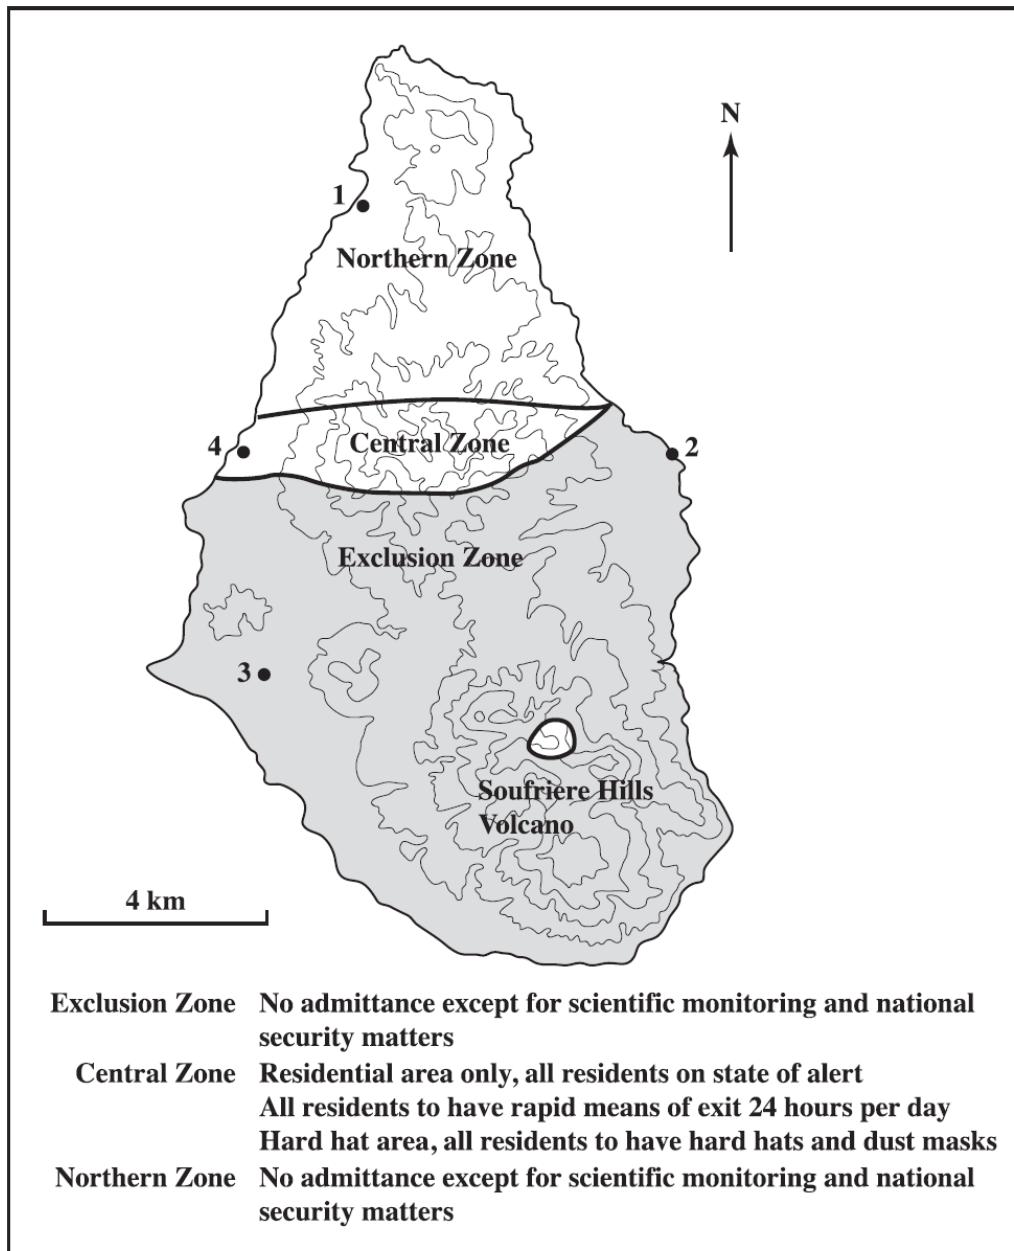 N
1
Northern Zone
4
Central Zone
2
Exclusion Zone
3
Soufriere Hills
Volcano
4 km
Exclusion Zone No admittance except for scientific monitoring and national
security matters
Central Zone Residential area only, all residents on state of alert
All residents to have rapid means of exit 24 hours per day
Hard hat area, all residents to have hard hats and dust masks
Northern Zone No admittance except for scientific monitoring and national
security matters